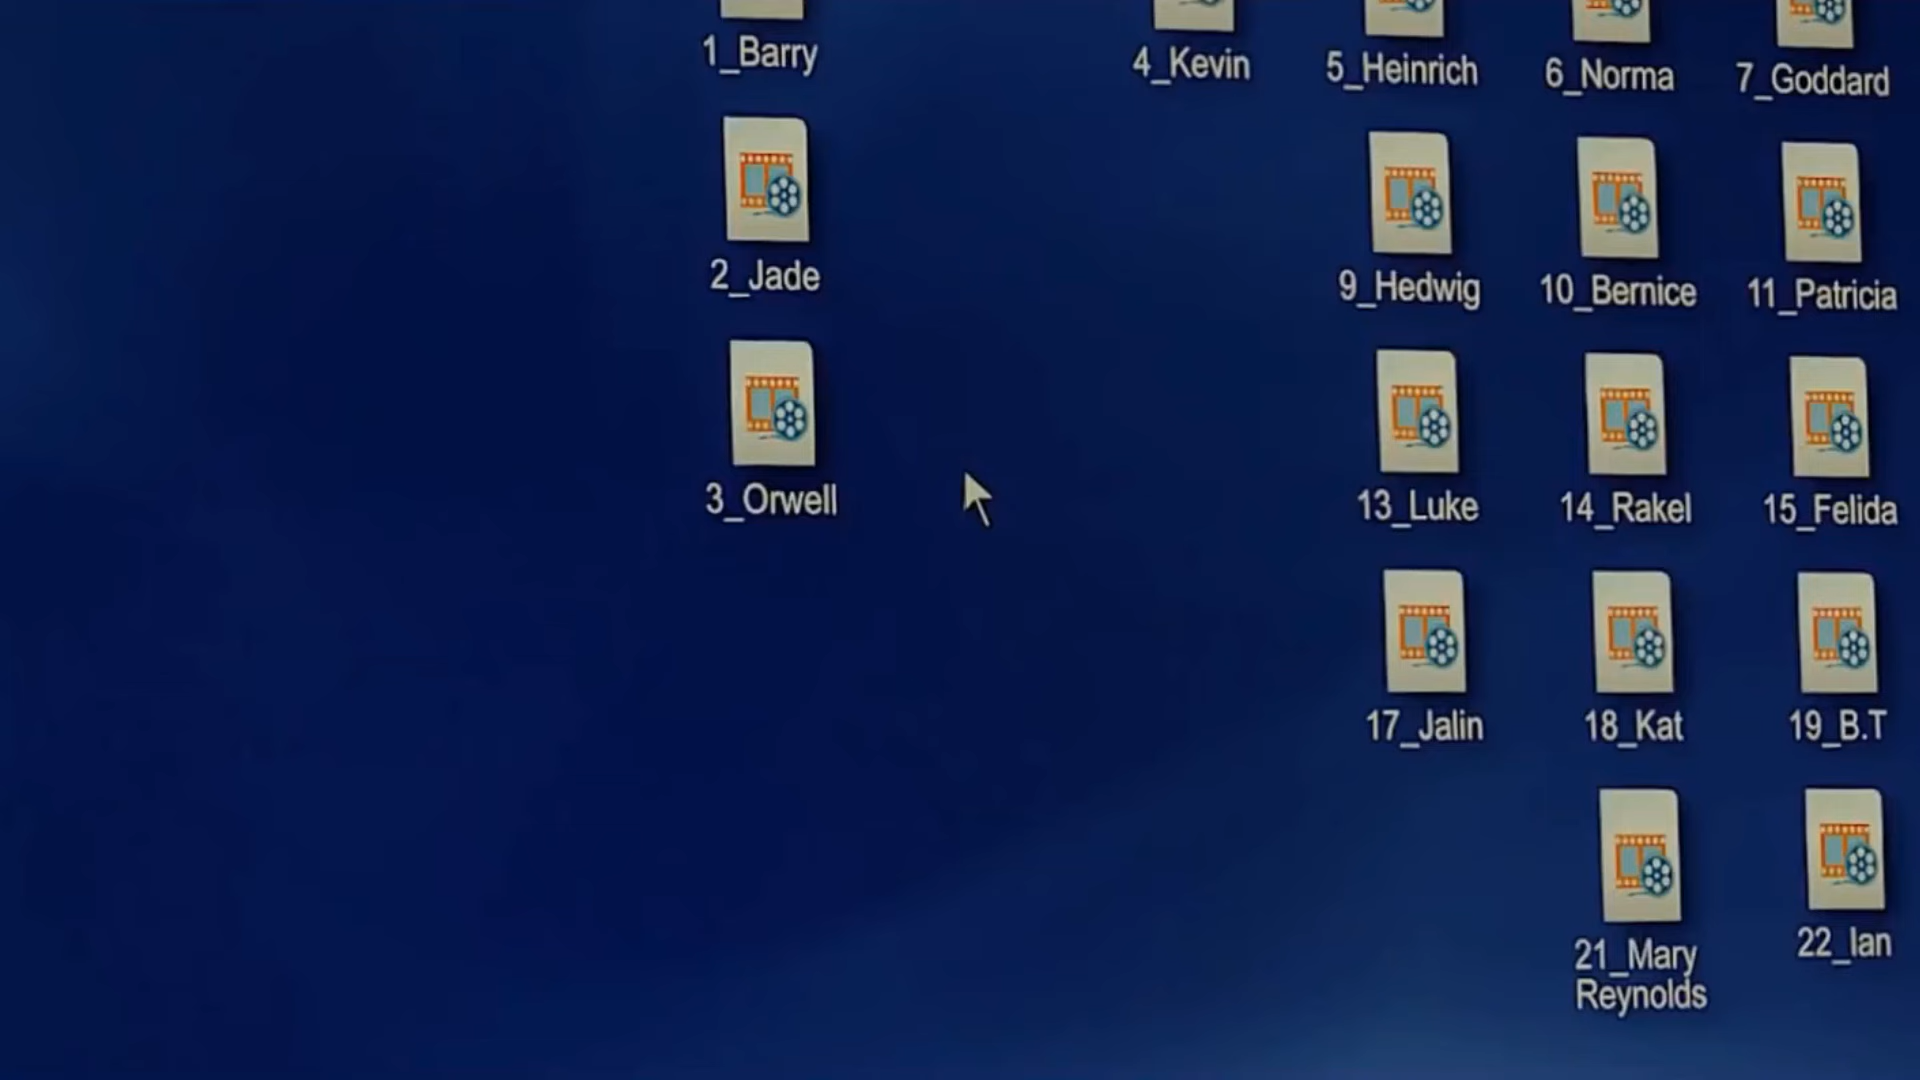 1_Barry
4_Kevin
5_Heinrich
6_Norma
7_Goddard
2_Jade
9_Hedwig
10_Bernice
11_Patricia
3_Orwell
13_Luke
14_Rakel
15_Felida
17_Jalin
18_Kat
19_B.T
21_Mary
Reynolds
22_Ian